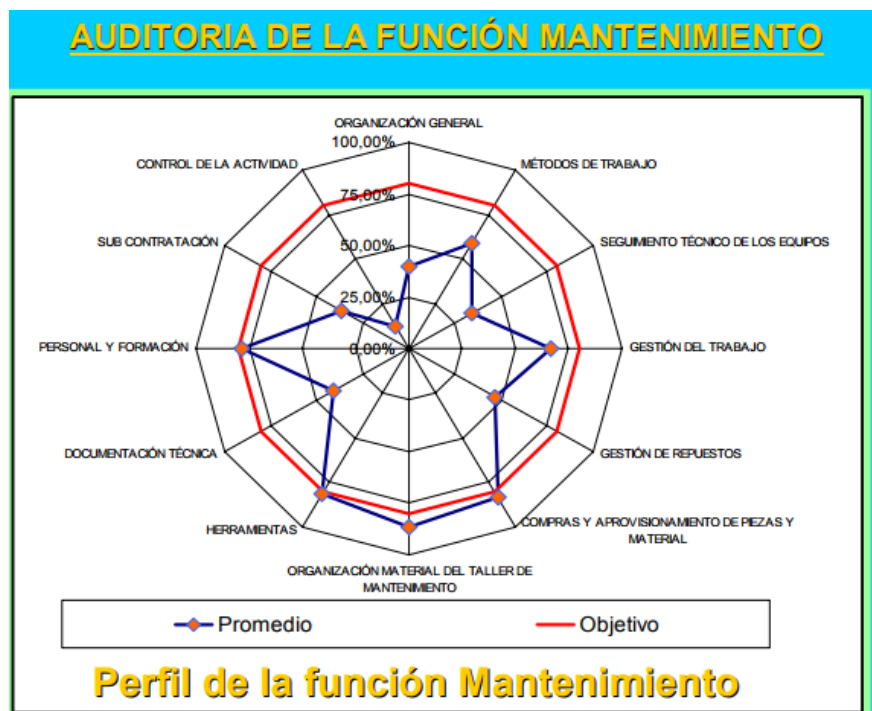 AUDITORIA DE LA FUNCIÓN MANTENIMIENTO
ORGANIZACIÓN GENERAL
100,00%
CONTROL DE LA ACTIVIDAD
MÉTODOS DE TRABAJO
75,00%
SUB CONTRATACIÓN
SEGUIMIENTO TÉCNICO DE LOS EQUIPOS
50,00%
25,00%
PERSONAL Y FORMACIÓN
0,00%
GESTIÓN DEL TRABAJO
DOCUMENTACIÓN TÉCNICA
GESTIÓN DE REPUESTOS
HERRAMIENTAS
COMPRAS Y APROVISIONAMIENTO DE PIEZAS Y
MATERIAL
ORGANIZACIÓN MATERIAL DEL TALLER DE
MANTENIMIENTO
Promedio
Objetivo
Perfil de la función Mantenimiento